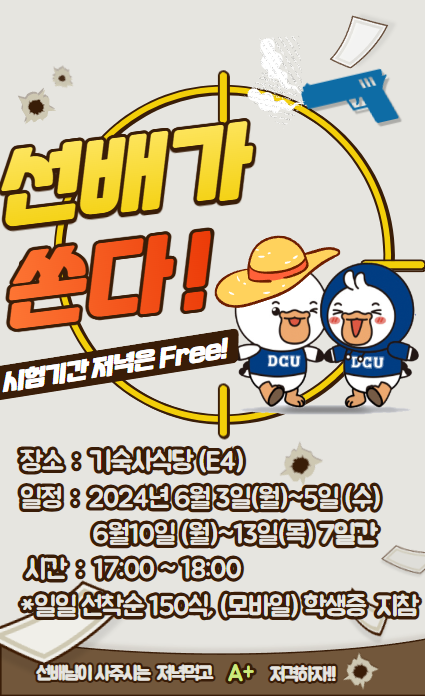 선배가
쏜다!
시험기간 저녁은 Free!
DCU DCU
장소 : 기숙사식당 (E4)
일정 : 2024년 6월 3일(월)~5일 (수)
6월10일 (월)~13일(목) 7일간
시간 : 17:00 ~ 18:00
*일일 선착순 150식, (모바일) 학생증 지참
선배님이 사주시는 저녁먹고 A+ 저격하자!!